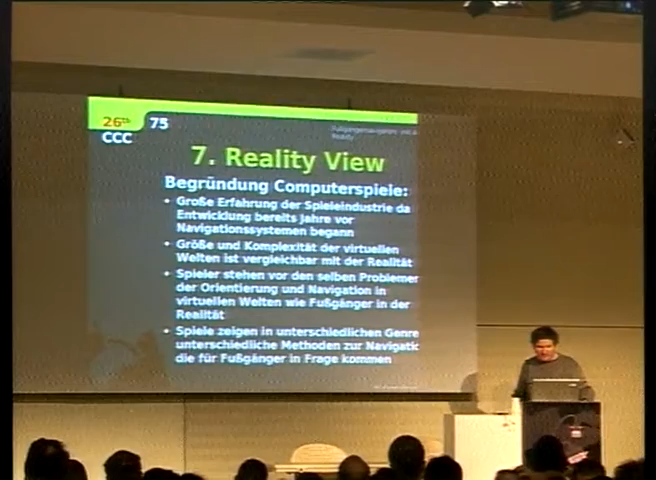 26th
CCC
75
7. Reality View
Begründung Computerspiele:
• Große Erfahrung der Spieleindustrie da
Entwicklung bereits Jahre vor
Navigationssystemen begann
• Größe und Komplexität der virtuellen
Welten ist vergleichbar mit der Realität
• Spieler stehen vor den selben Problemen
der Orientierung und Navigation in
virtuellen Welten wie Fußgänger in der
Realität
• Spiele zeigen in unterschiedlichen Genre
unterschiedliche Methoden zur Navigatio
die für Fußgänger in Frage kommen